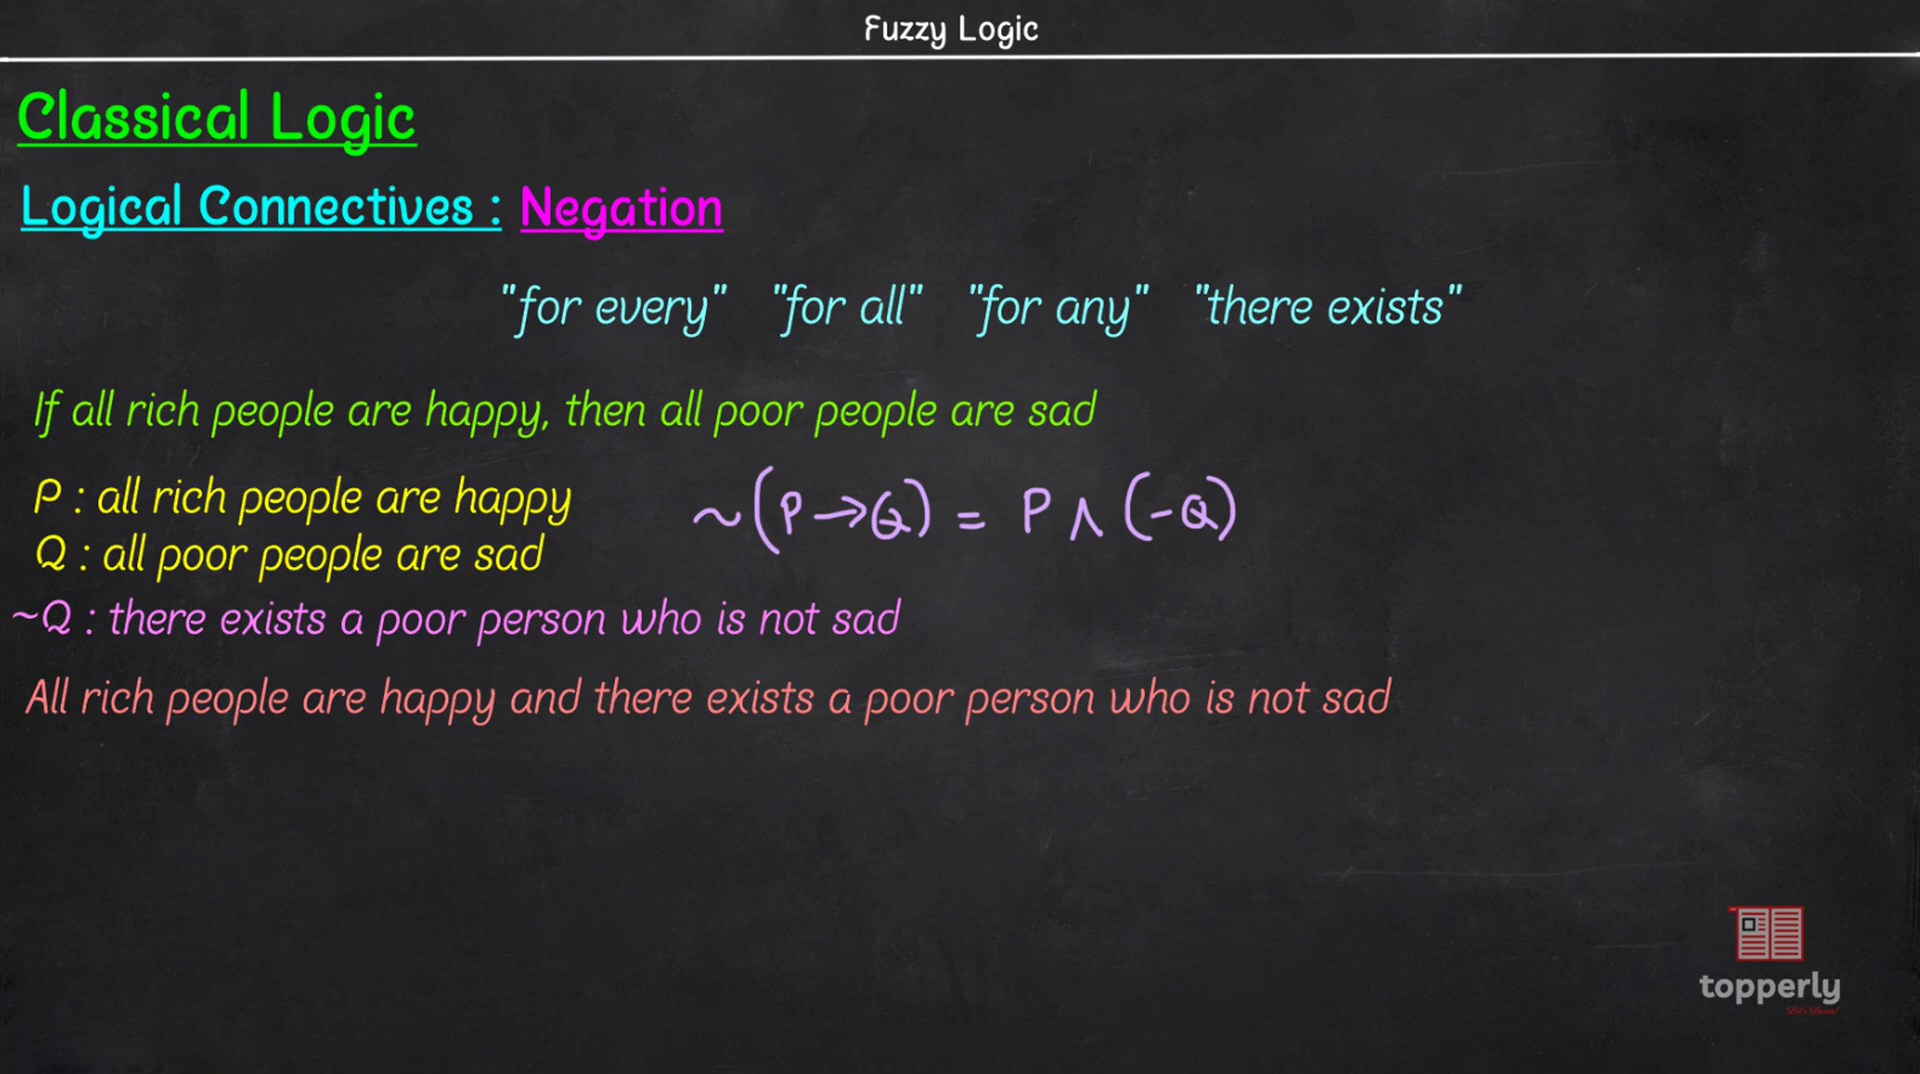 Fuzzy Logic
Classical Logic
Logical Connectives : Negation
"for every" "for all" "for any" "there exists"
If all rich people are happy, then all poor people are sad
P : all rich people are happy
~(P→Q) = P ∧ (-Q)
Q : all poor people are sad
~Q : there exists a poor person who is not sad
All rich people are happy and there exists a poor person who is not sad
topperly
Let's Learn!